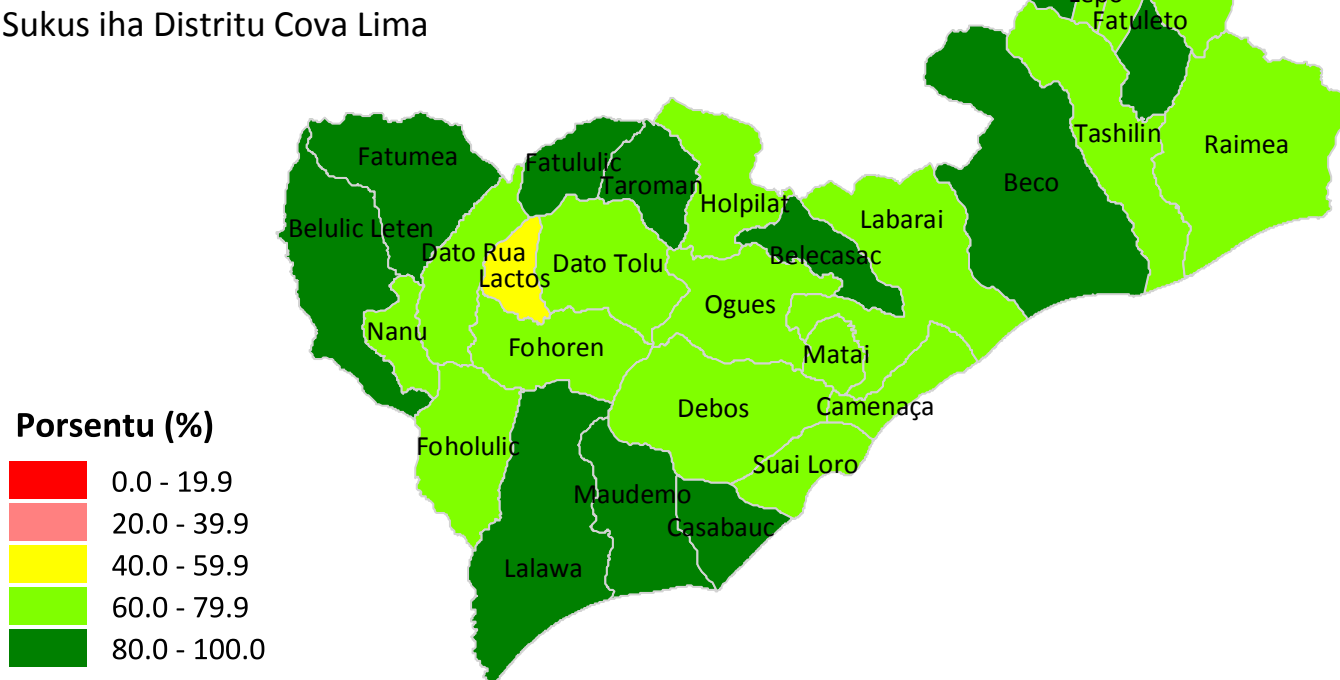 Sukus iha Distritu Cova Lima
Lepo
Fatuleto
Tashilin
Raimea
Fatumea
Fatululic
Taroman
Beco
Holpilat
Labarai
Belulic Leten
Dato Rua
Lactos
Dato Tolu
Belecasac
Ogues
Nanu
Fohoren
Matai
Debos
Camenaça
Foholulic
Suai Loro
Maudemo
Casabauc
Lalawa
Porsentu (%)
0.0 - 19.9
20.0 - 39.9
40.0 - 59.9
60.0 - 79.9
80.0 - 100.0